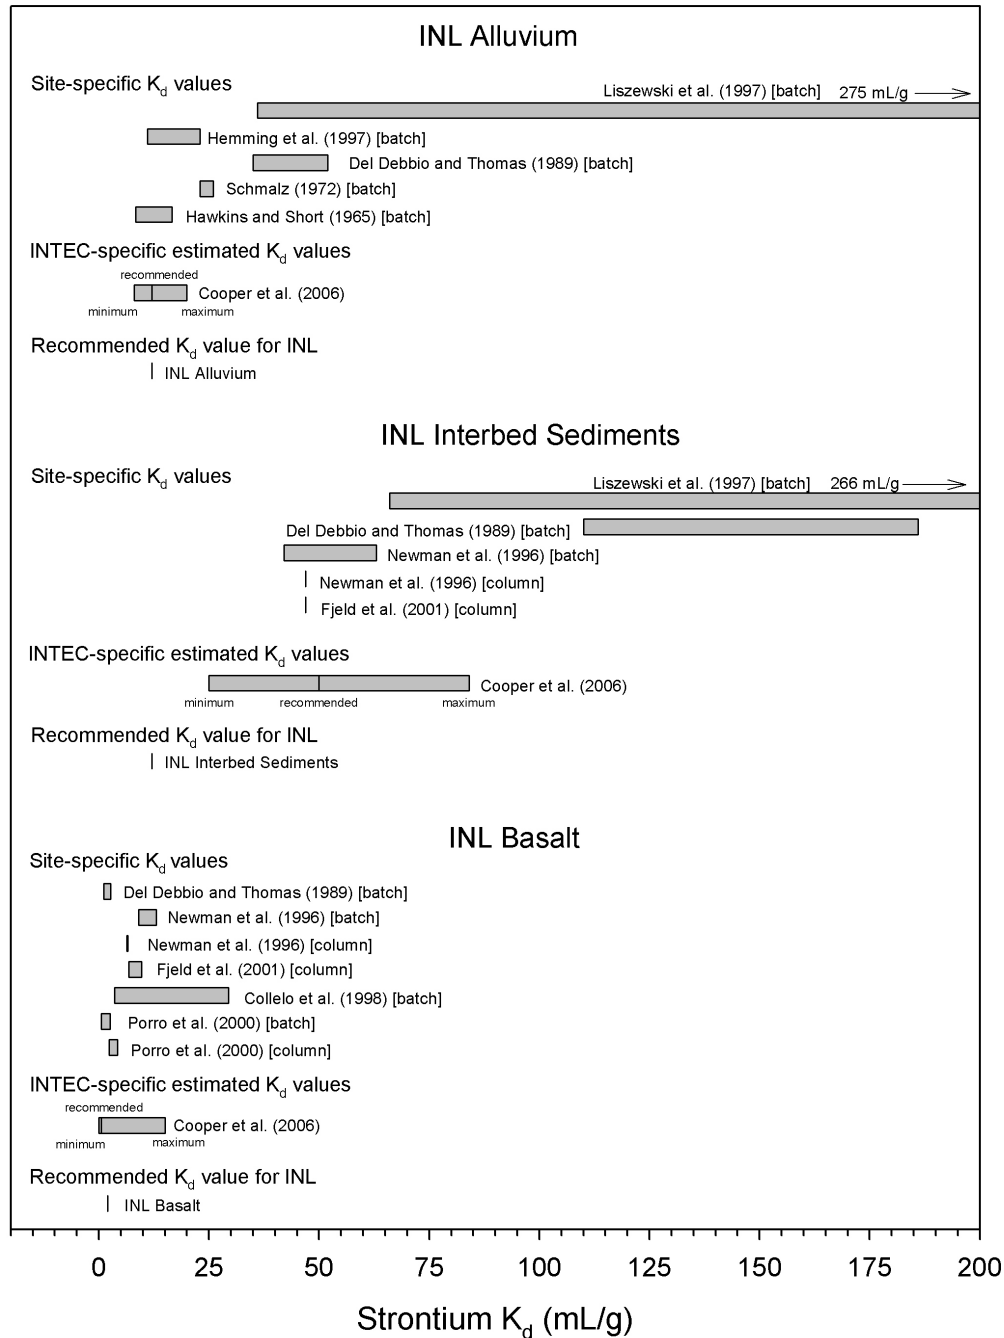 INL Alluvium
Site-specific Kd values
Liszewski et al. (1997) [batch] 275 mL/g
Hemming et al. (1997) [batch]
Del Debbio and Thomas (1989) [batch]
Schmalz (1972) [batch]
Hawkins and Short (1965) [batch]
INTEC-specific estimated Kd values
recommended
Cooper et al. (2006)
minimum maximum
Recommended Kd value for INL
INL Alluvium
INL Interbed Sediments
Site-specific Kd values
Liszewski et al. (1997) [batch] 266 mL/g
Del Debbio and Thomas (1989) [batch]
Newman et al. (1996) [batch]
Newman et al. (1996) [column]
Fjeld et al. (2001) [column]
INTEC-specific estimated Kd values
Cooper et al. (2006)
minimum recommended maximum
Recommended Kd value for INL
INL Interbed Sediments
INL Basalt
Site-specific Kd values
Del Debbio and Thomas (1989) [batch]
Newman et al. (1996) [batch]
Newman et al. (1996) [column]
Fjeld et al. (2001) [column]
Collelo et al. (1998) [batch]
Porro et al. (2000) [batch]
Porro et al. (2000) [column]
INTEC-specific estimated Kd values
recommended
Cooper et al. (2006)
minimum maximum
Recommended Kd value for INL
INL Basalt
0 25 50 75 100 125 150 175 200
Strontium Kd (mL/g)